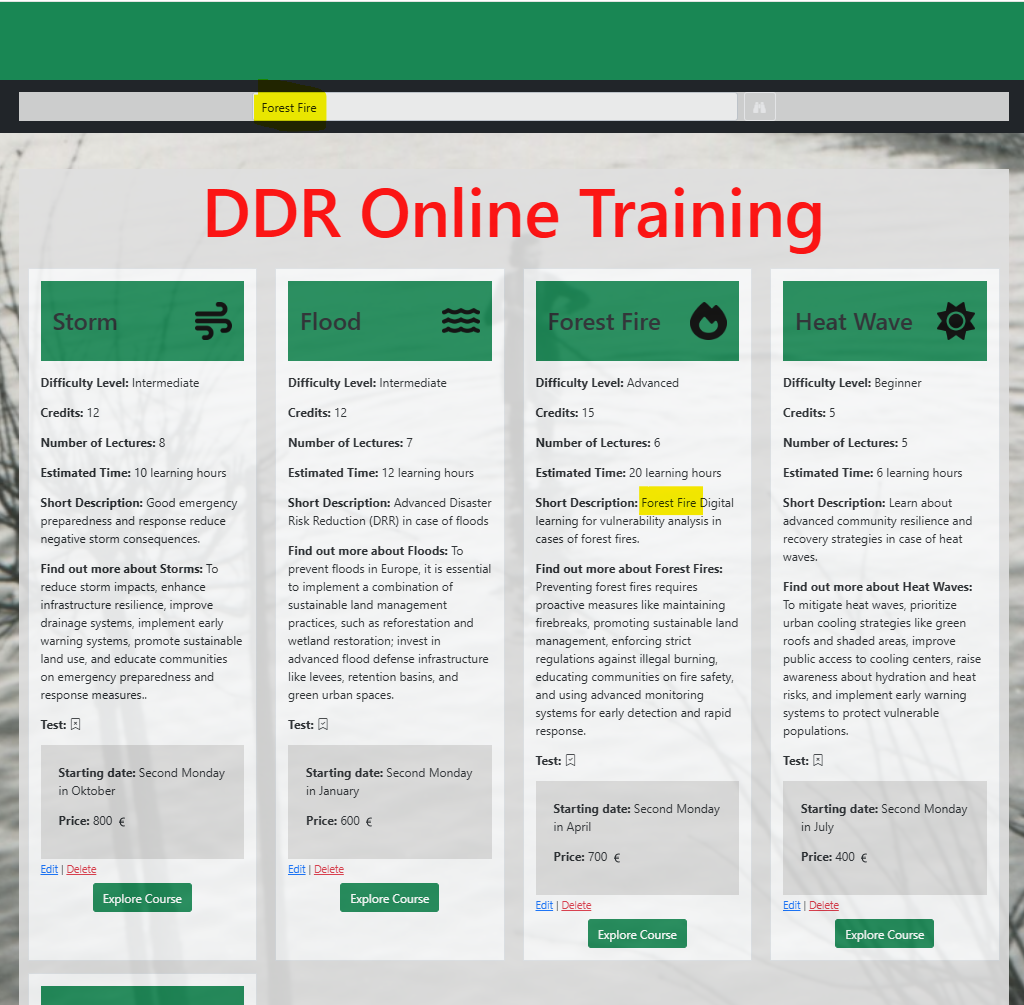 Forest Fire
DDR Online Training
Storm
Difficulty Level: Intermediate
Credits: 12
Number of Lectures: 8
Estimated Time: 10 learning hours
Short Description: Good emergency
preparedness and response reduce
negative storm consequences.
Find out more about Storms: To
reduce storm impacts, enhance
infrastructure resilience, improve
drainage systems, implement early
warning systems, promote sustainable
land use, and educate communities
on emergency preparedness and
response measures..
Test:
Starting date: Second Monday
in Oktober
Price: 800 €
Edit | Delete
Explore Course
Flood
Difficulty Level: Intermediate
Credits: 12
Number of Lectures: 7
Estimated Time: 12 learning hours
Short Description: Advanced Disaster
Risk Reduction (DRR) in case of floods
Find out more about Floods: To
prevent floods in Europe, it is essential
to implement a combination of
sustainable land management
practices, such as reforestation and
wetland restoration; invest in
advanced flood defense infrastructure
like levees, retention basins, and
green urban spaces.
Test:
Starting date: Second Monday
in January
Price: 600 €
Edit | Delete
Explore Course
Forest Fire
Difficulty Level: Advanced
Credits: 15
Number of Lectures: 6
Estimated Time: 20 learning hours
Short Description: Forest Fire Digital
learning for vulnerability analysis in
cases of forest fires.
Find out more about Forest Fires:
Preventing forest fires requires
proactive measures like maintaining
firebreaks, promoting sustainable land
management, enforcing strict
regulations against illegal burning,
educating communities on fire safety,
and using advanced monitoring
systems for early detection and rapid
response.
Test:
Starting date: Second Monday
in April
Price: 700 €
Edit | Delete
Explore Course
Heat Wave
Difficulty Level: Beginner
Credits: 5
Number of Lectures: 5
Estimated Time: 6 learning hours
Short Description: Learn about
advanced community resilience and
recovery strategies in case of heat
waves.
Find out more about Heat Waves:
To mitigate heat waves, prioritize
urban cooling strategies like green
roofs and shaded areas, improve
public access to cooling centers, raise
awareness about hydration and heat
risks, and implement early warning
systems to protect vulnerable
populations.
Test:
Starting date: Second Monday
in July
Price: 400 €
Edit | Delete
Explore Course